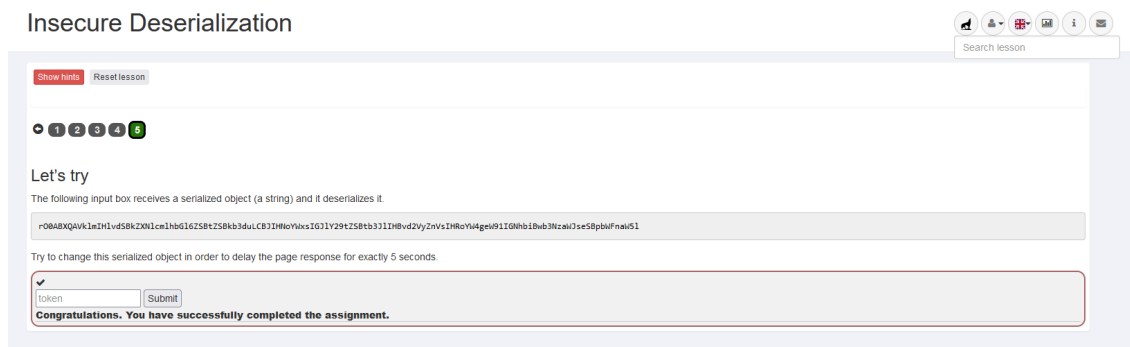 Insecure Deserialization
Search lesson
Show hints Reset lesson
1 2 3 4 5
Let's try
The following input box receives a serialized object (a string) and it deserializes it.
rO0ABXQAVklmIHlvdSBkZXNlcmlhbGl6ZSBtZSBkb3duLCBJIHNoYWxsIGJlY29tZSBtb3JlIHBvd2VyZnVsIHRoYW4geW91IGNhbiBwb3NzaWJseSBpbWFnaW5l
Try to change this serialized object in order to delay the page response for exactly 5 seconds.
token Submit
Congratulations. You have successfully completed the assignment.